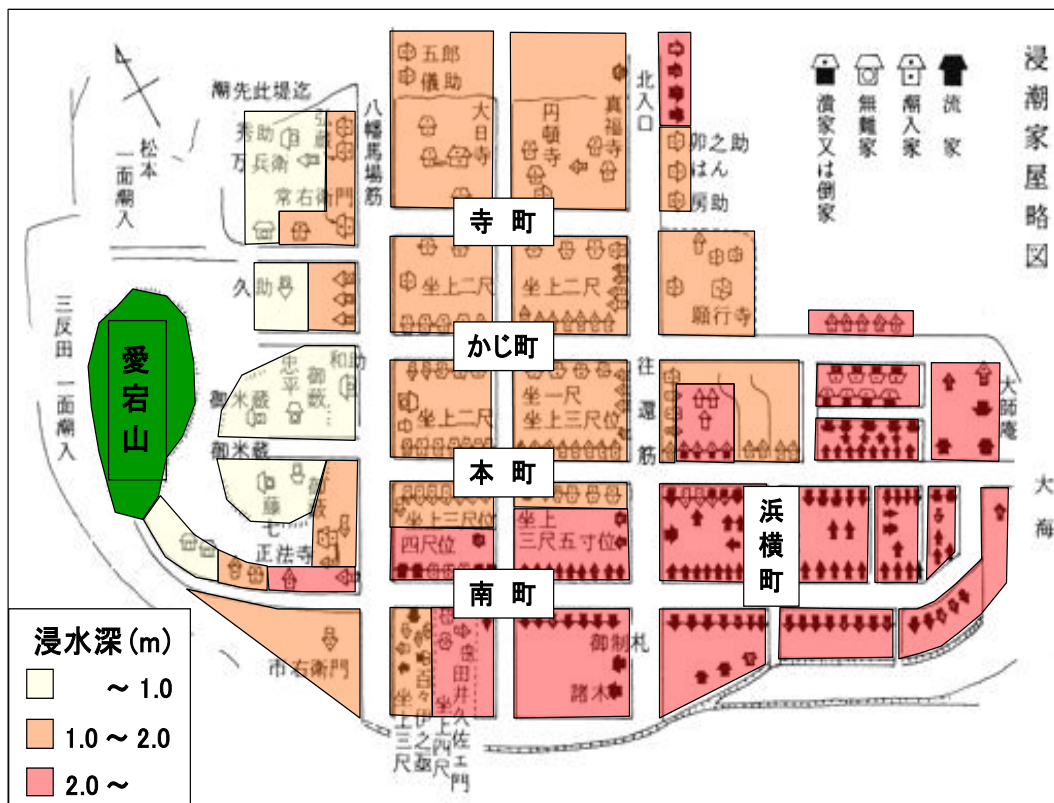 浸潮家屋略図
流家
潮入家
無難家
潰家又は倒家
北入口
真福寺
円頓寺
大日寺
五郎
儀助
八幡馬場筋
潮先此堤迄
弘蔵
秀助
万兵衛
常右衛門
松本
一面潮入
卯之助
はん
房助
寺町
坐上二尺
坐上二尺
願行寺
久助
かじ町
三反田 一面潮入
愛宕山
和助
御藪
忠平
御米蔵
坐上二尺
坐一尺
坐上三尺位
往還筋
大師庵
大海
御米蔵
本町
藤七
正法寺
坐上三尺位
四尺位
坐上
三尺五寸位
浜横町
南町
市右衛門
御制札
諸木
田井久佐エ門
坐上四尺
坐上三尺
浸水深(m)
～1.0
1.0～2.0
2.0～